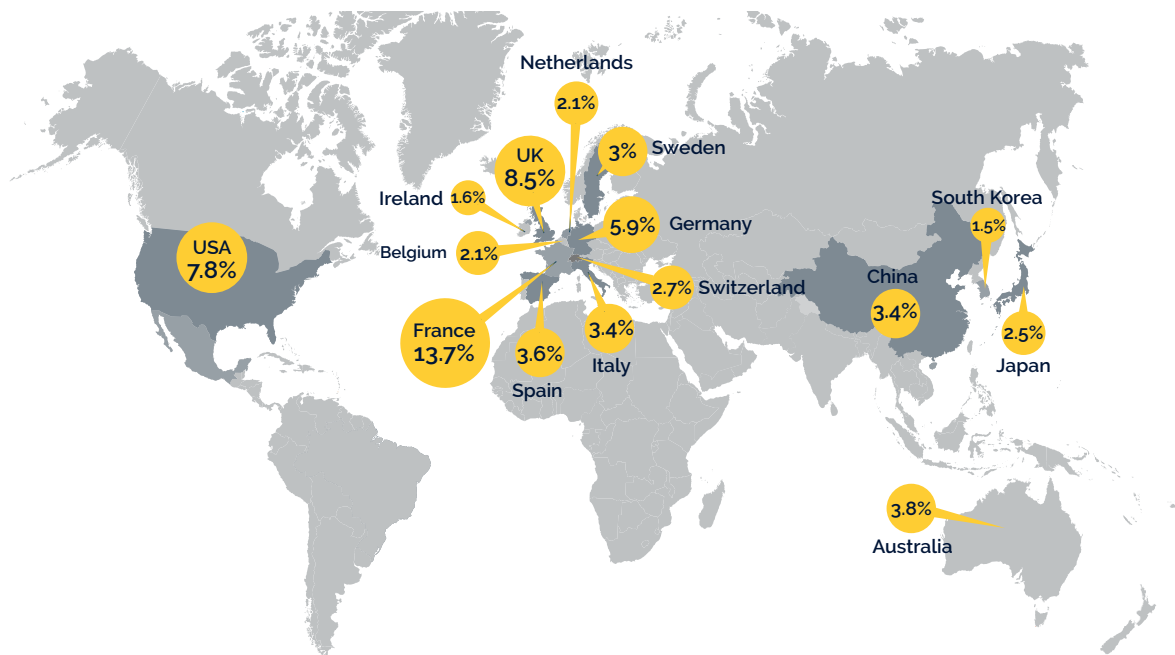 Netherlands
2.1%
UK
8.5%
3%
Sweden
Ireland
1.6%
South Korea
1.5%
Germany
5.9%
Belgium
2.1%
USA
7.8%
2.7%
Switzerland
China
3.4%
France
13.7%
3.6%
Spain
3.4%
Italy
2.5%
Japan
3.8%
Australia